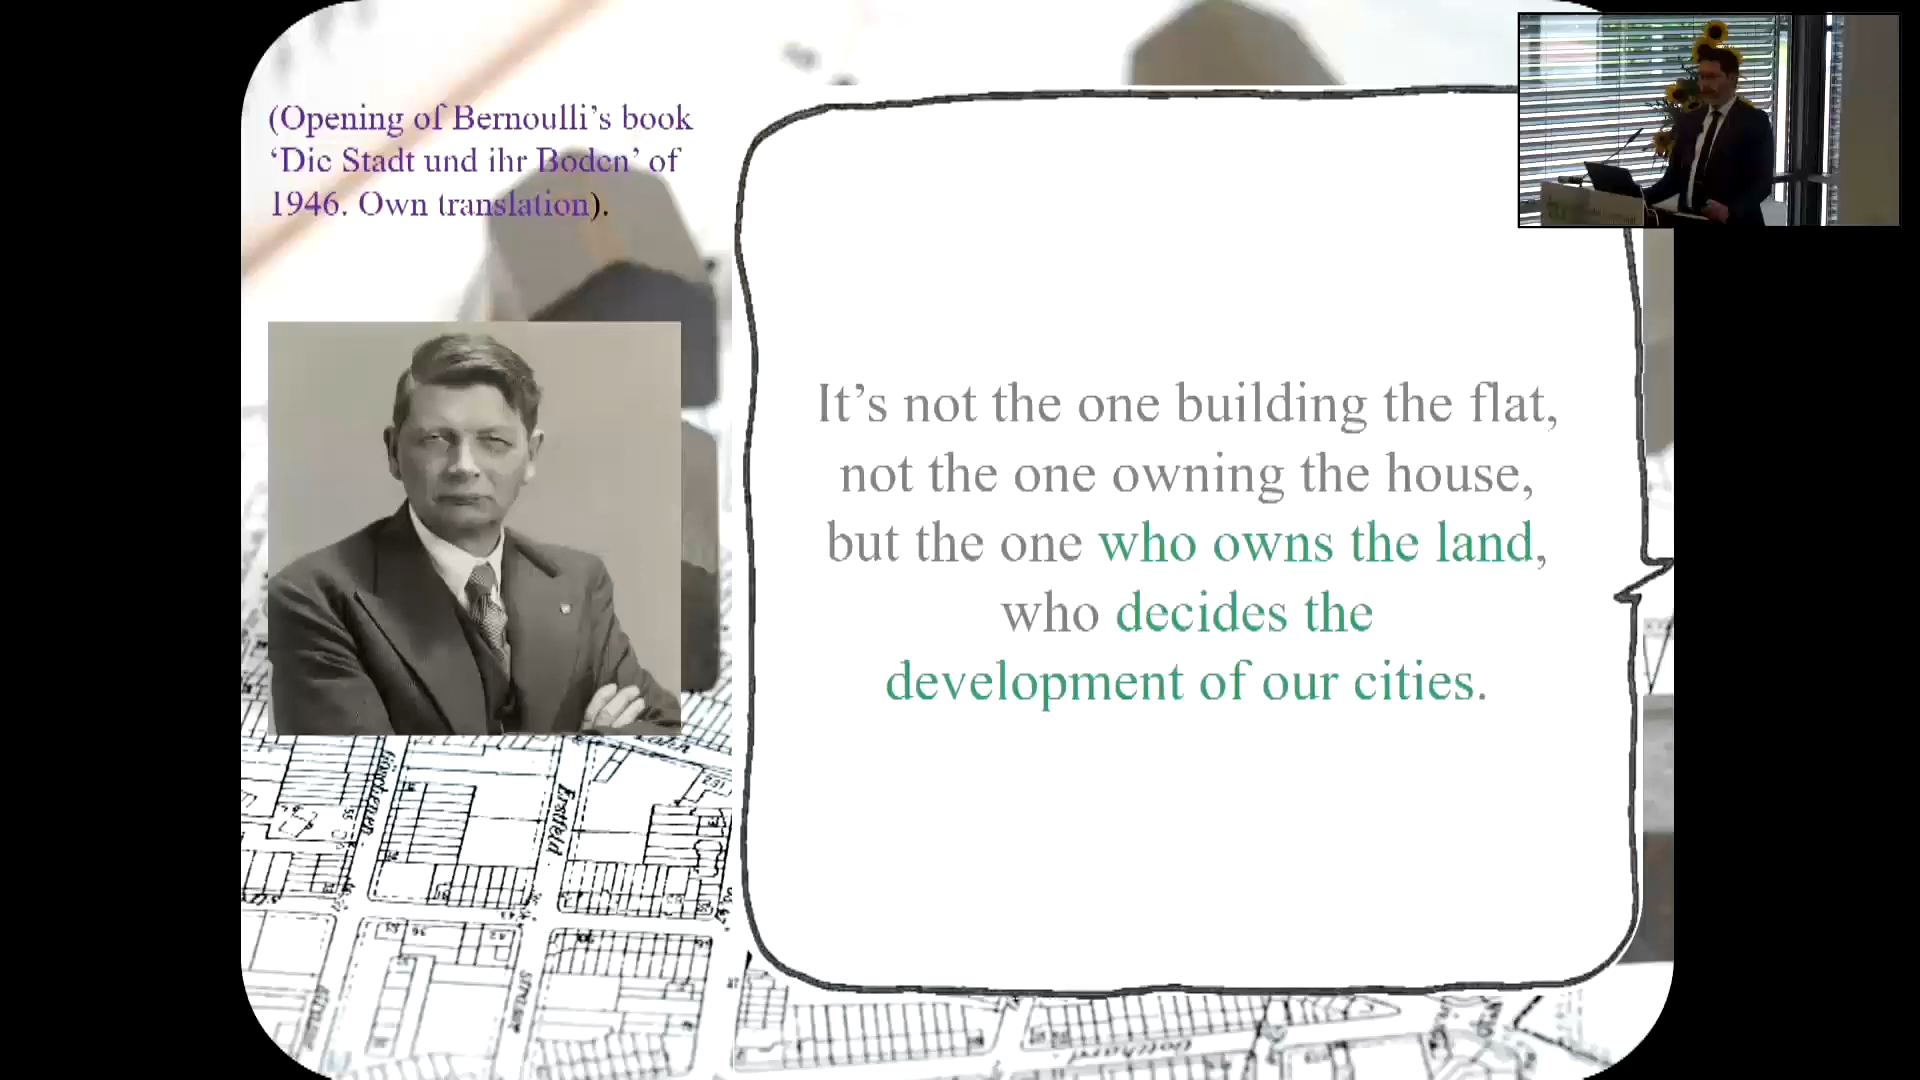 (Opening of Bernoulli’s book
‘Die Stadt und ihr Boden’ of
1946. Own translation).
It’s not the one building the flat,
not the one owning the house,
but the one who owns the land,
who decides the
development of our cities.
Erstfeld